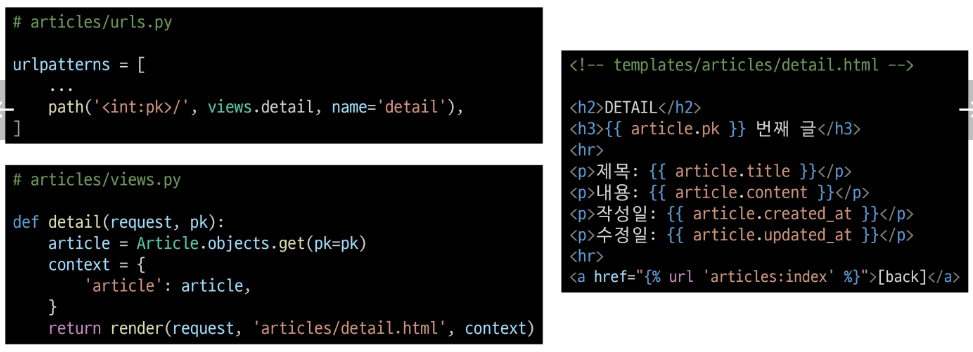 # articles/urls.py
urlpatterns = [
    ...
    path('<int:pk>/', views.detail, name='detail'),
]
# articles/views.py
def detail(request, pk):
    article = Article.objects.get(pk=pk)
    context = {
        'article': article,
    }
    return render(request, 'articles/detail.html', context)
<!-- templates/articles/detail.html -->
<h2>DETAIL</h2>
<h3>{{ article.pk }} 번째 글</h3>
<hr>
<p>제목: {{ article.title }}</p>
<p>내용: {{ article.content }}</p>
<p>작성일: {{ article.created_at }}</p>
<p>수정일: {{ article.updated_at }}</p>
<hr>
<a href="{% url 'articles:index' %}">[back]</a>